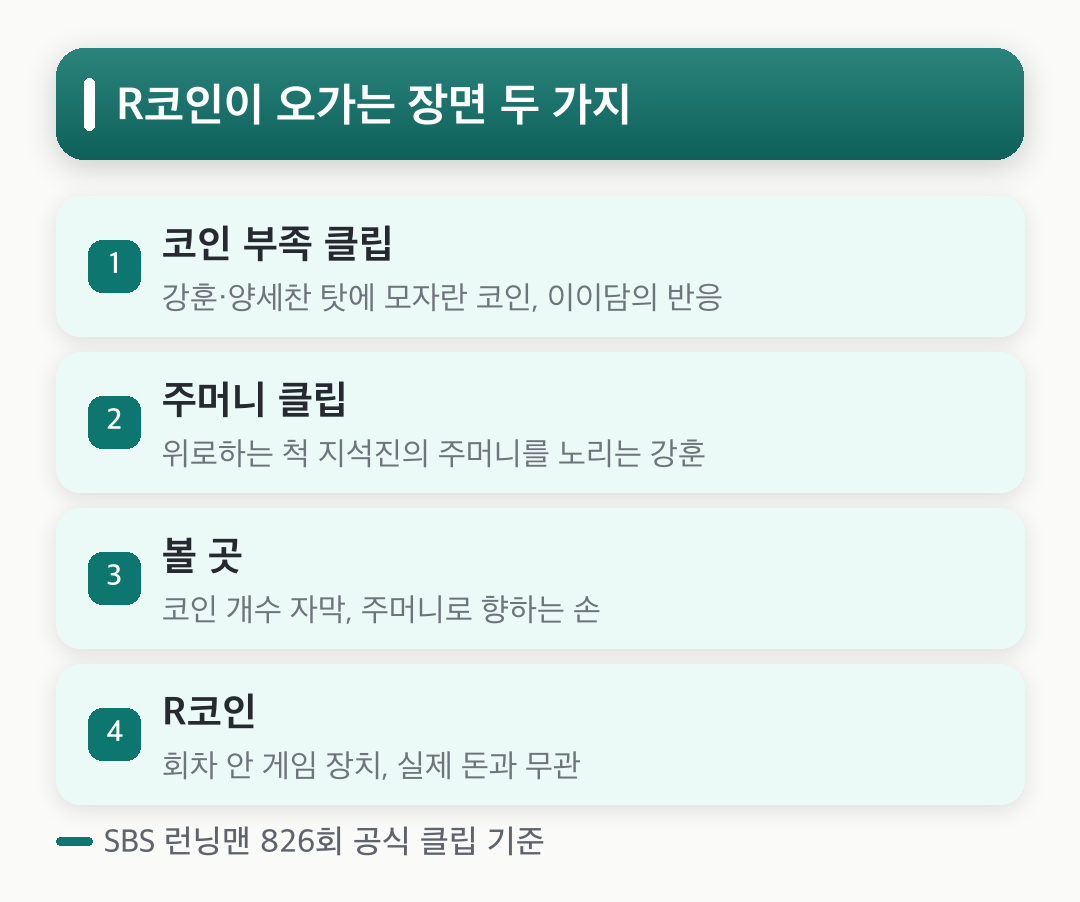 R코인이 오가는 장면 두 가지
1
코인 부족 클립
강훈·양세찬 탓에 모자란 코인, 이이담의 반응
2
주머니 클립
위로하는 척 지석진의 주머니를 노리는 강훈
3
볼 곳
코인 개수 자막, 주머니로 향하는 손
4
R코인
회차 안 게임 장치, 실제 돈과 무관
SBS 런닝맨 826회 공식 클립 기준